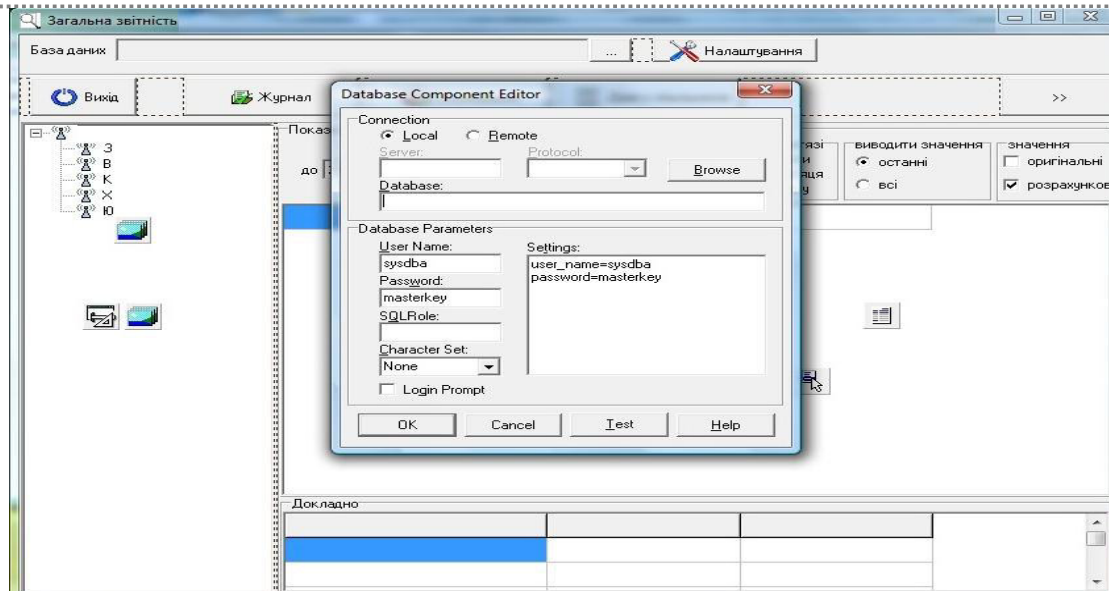 Загальна звітність
База даних
...
Налаштування
Вихід
Журнал
>>
З
В
К
Х
Ю
до
виводити значення
останні
всі
значення
оригінальні
розрахунков
Database Component Editor
Connection
Local
Remote
Server:
Protocol:
Browse
Database:
Database Parameters
User Name:
sysdba
Password:
masterkey
SQLRole:
Character Set:
None
Login Prompt
Settings:
user_name=sysdba
password=masterkey
OK
Cancel
Test
Help
Докладно